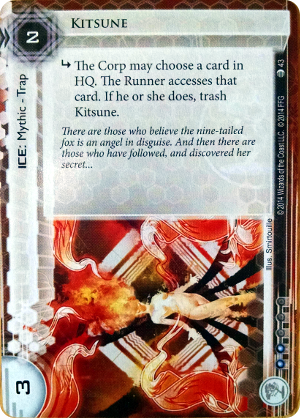 2
KITSUNE
↳ The Corp may choose a card in
HQ. The Runner accesses that
card. If he or she does, trash
Kitsune.
There are those who believe the nine-tailed
fox is an angel in disguise. And then there are
those who have followed, and discovered her
secret...
ICE: Mythic - Trap
3
Illus. Smirtouille
© 2014 Wizards of the Coast LLC. © 2014 FFG
43